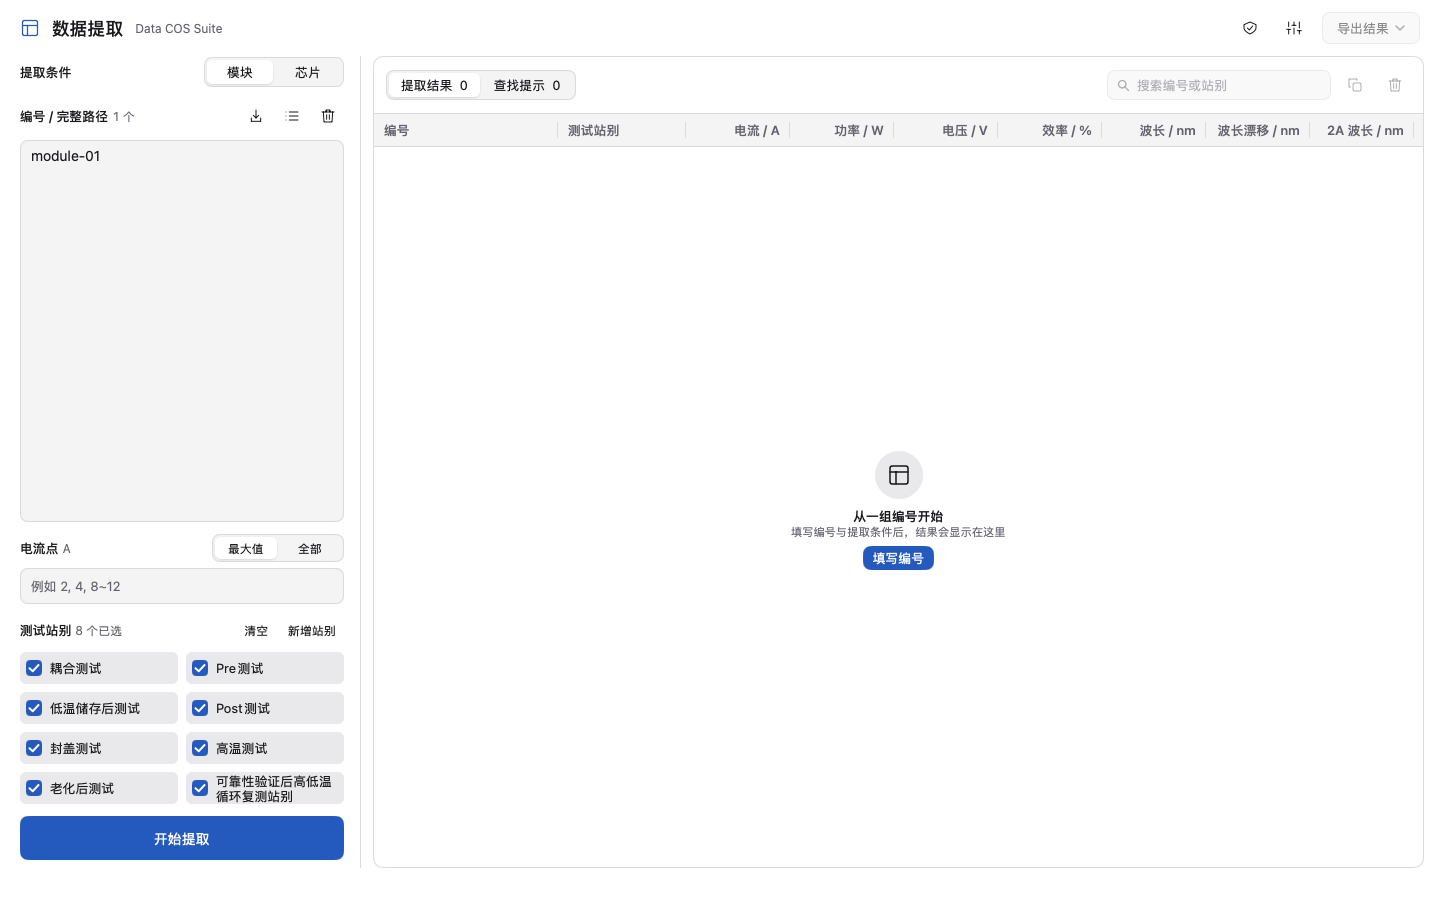 数据提取 Data COS Suite
导出结果
提取条件
模块 芯片
编号 / 完整路径 1 个
module-01
电流点 A
最大值 全部
例如 2, 4, 8~12
测试站别 8 个已选
清空 新增站别
耦合测试 Pre 测试
低温储存后测试 Post 测试
封盖测试 高温测试
老化后测试 可靠性验证后高低温
循环复测站别
开始提取
提取结果 0 查找提示 0
搜索编号或站别
编号 测试站别 电流 / A 功率 / W 电压 / V 效率 / % 波长 / nm 波长漂移 / nm 2A 波长 / nm
从一组编号开始
填写编号与提取条件后，结果会显示在这里
填写编号